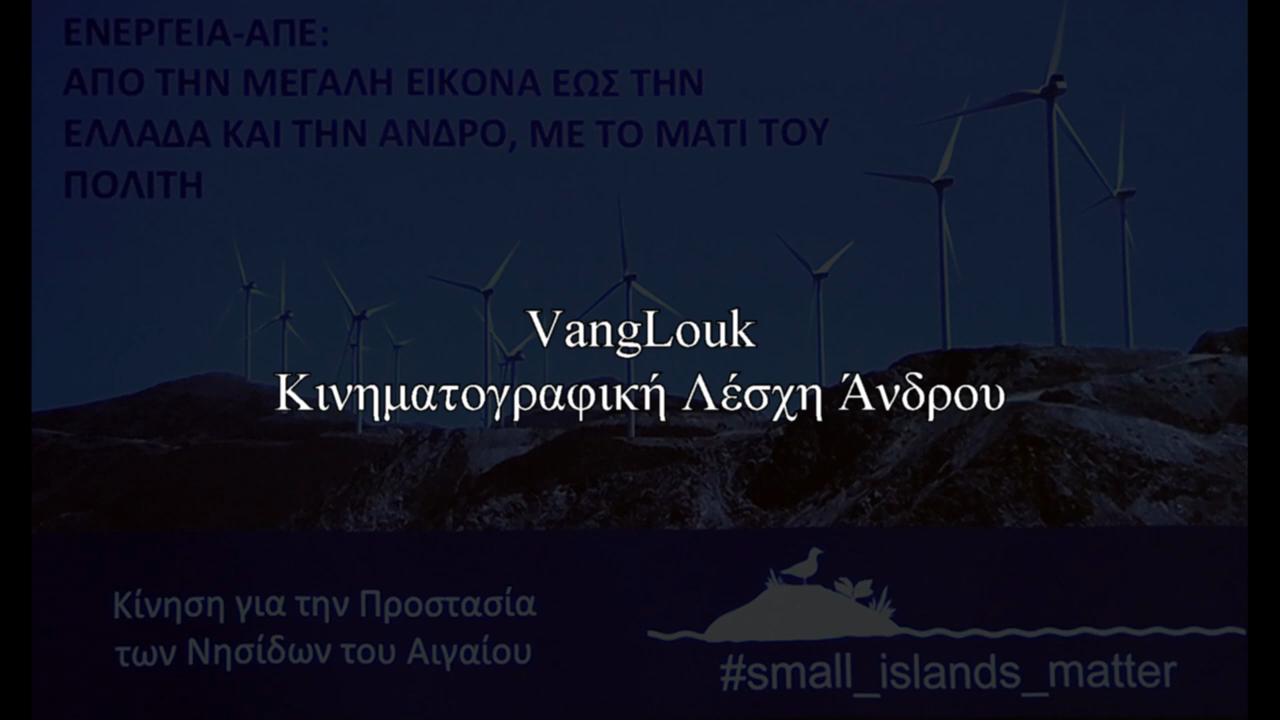 ΕΝΕΡΓΕΙΑ-ΑΠΕ:
ΑΠΟ ΤΗΝ ΜΕΓΑΛΗ ΕΙΚΟΝΑ ΕΩΣ ΤΗΝ
ΕΛΛΑΔΑ ΚΑΙ ΤΗΝ ΑΝΔΡΟ, ΜΕ ΤΟ ΜΑΤΙ ΤΟΥ
ΠΟΛΙΤΗ
VangLouk
Κινηματογραφική Λέσχη Άνδρου
Κίνηση για την Προστασία
των Νησίδων του Αιγαίου
#small_islands_matter